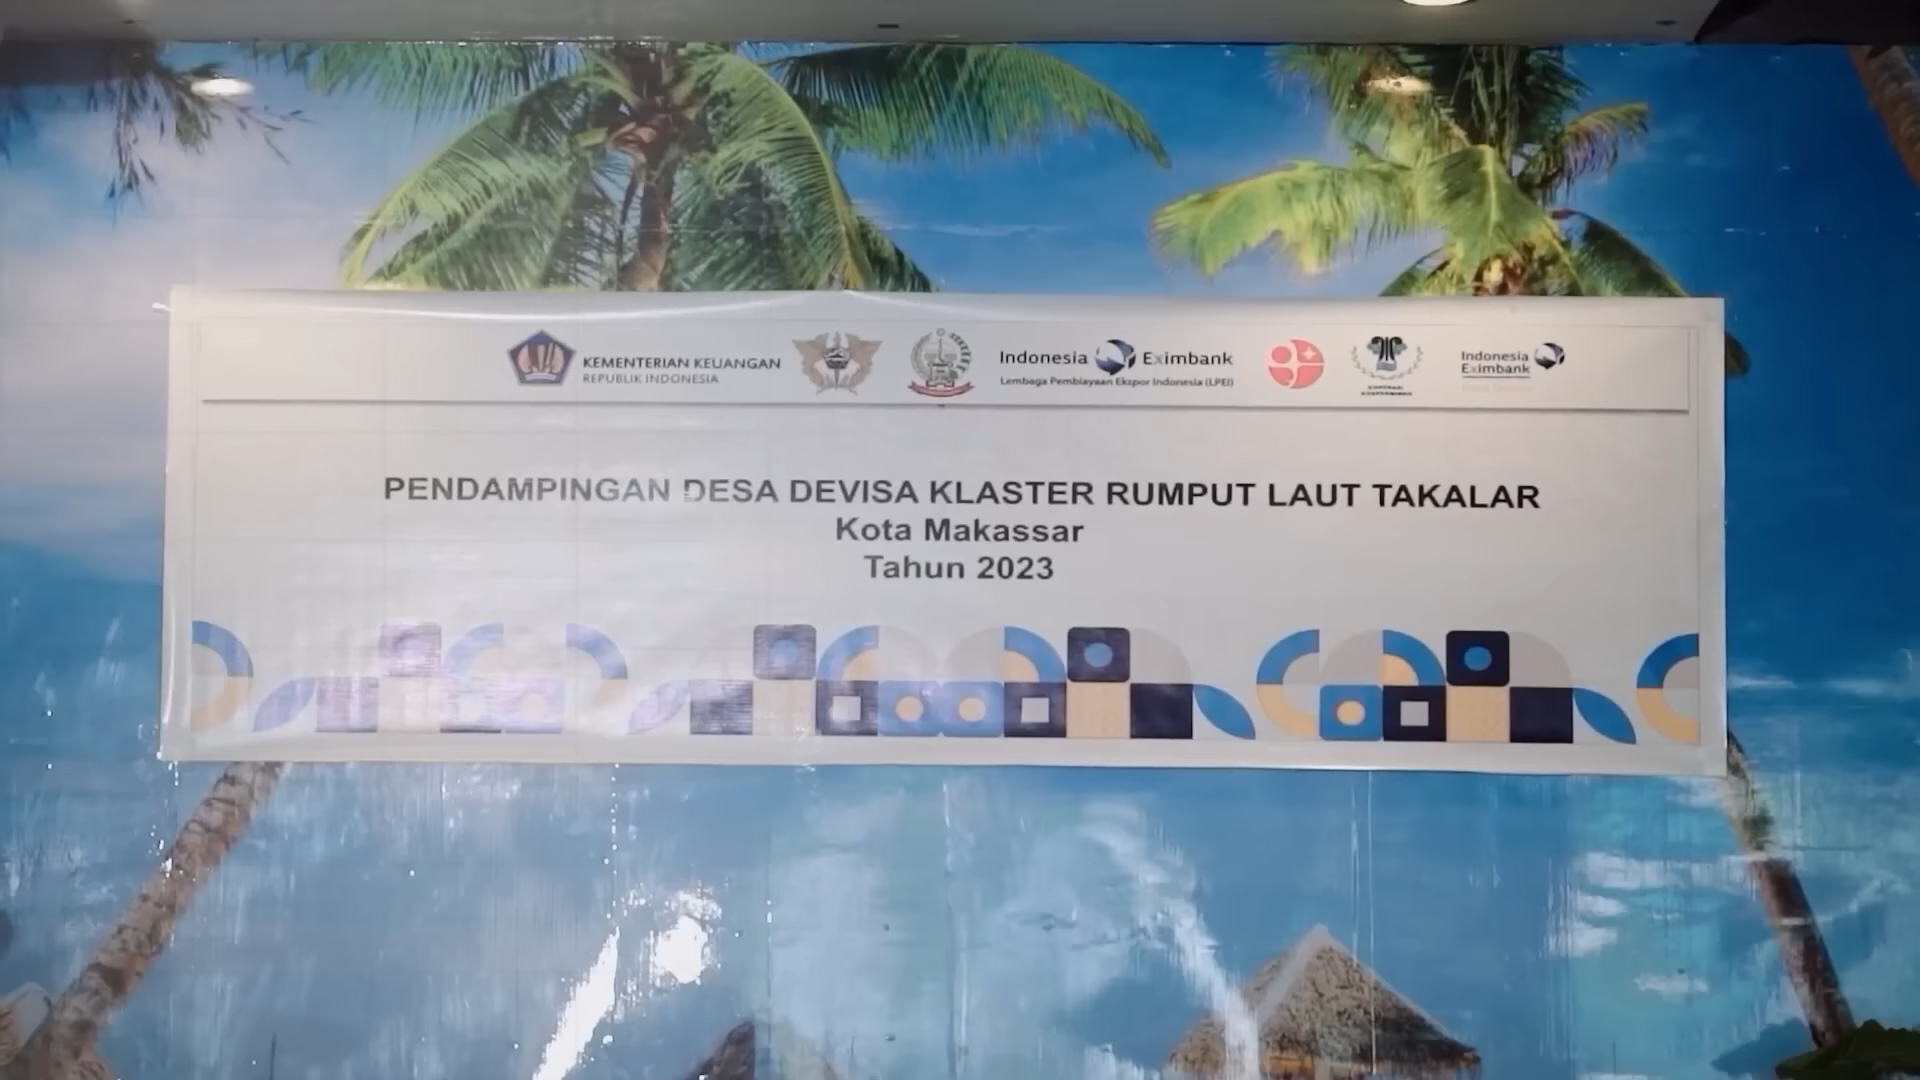 KEMENTERIAN KEUANGAN
REPUBLIK INDONESIA
Indonesia Eximbank
Lembaga Pembiayaan Ekspor Indonesia (LPEI)
Indonesia
Eximbank
PENDAMPINGAN DESA DEVISA KLASTER RUMPUT LAUT TAKALAR
Kota Makassar
Tahun 2023